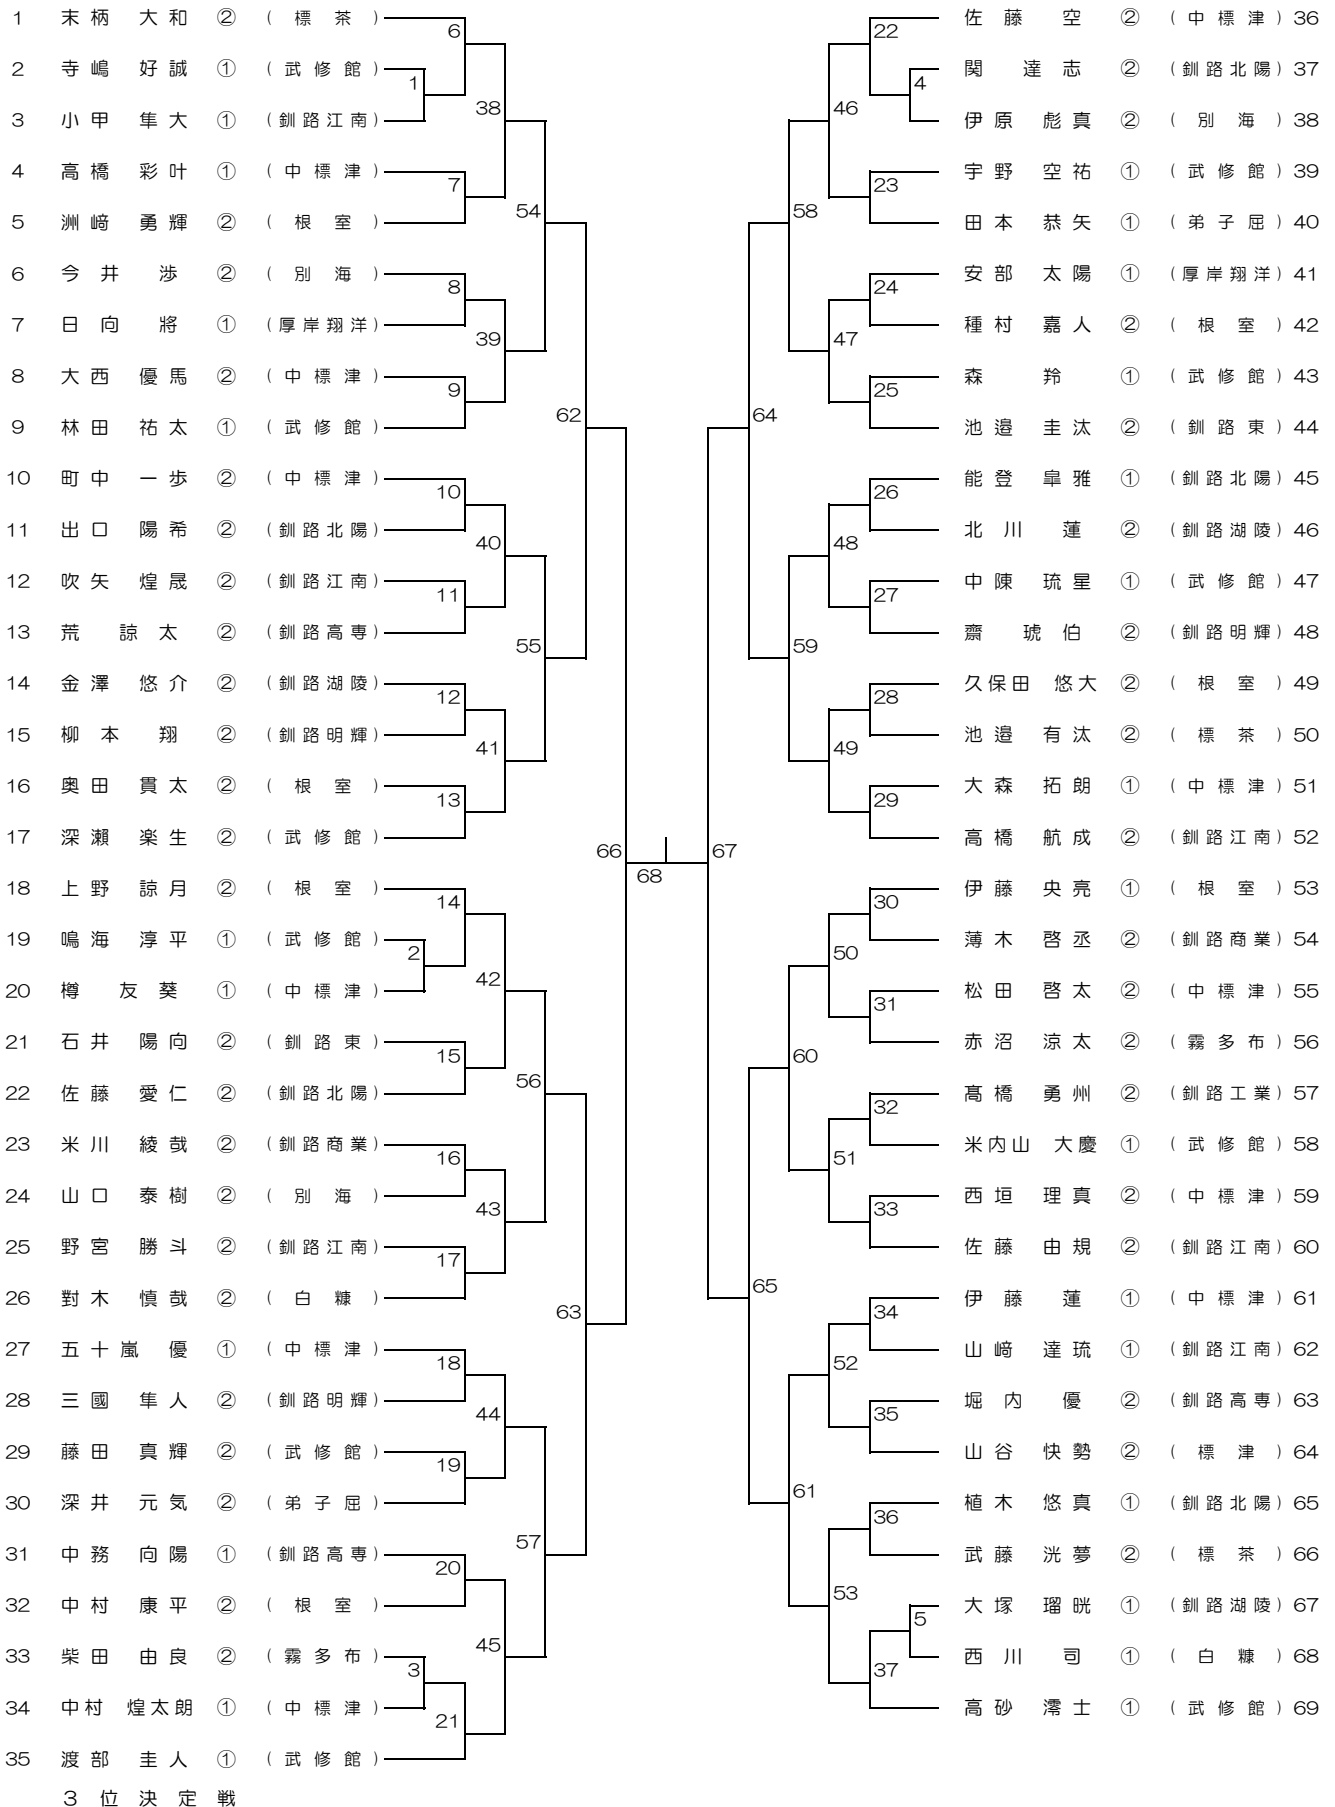 1 末柄 大和 ② (標茶)
2 寺嶋 好誠 ① (武修館)
3 小甲 隼大 ① (釧路江南)
4 高橋 彩叶 ① (中標津)
5 洲﨑 勇輝 ② (根室)
6 今井 渉 ② (別海)
7 日向 將 ① (厚岸翔洋)
8 大西 優馬 ② (中標津)
9 林田 祐太 ① (武修館)
10 町中 一歩 ② (中標津)
11 出口 陽希 ② (釧路北陽)
12 吹矢 煌晟 ② (釧路江南)
13 荒 諒太 ② (釧路高専)
14 金澤 悠介 ② (釧路湖陵)
15 柳本 翔 ② (釧路明輝)
16 奥田 貫太 ② (根室)
17 深瀬 楽生 ② (武修館)
18 上野 諒月 ② (根室)
19 鳴海 淳平 ① (武修館)
20 樽 友葵 ① (中標津)
21 石井 陽向 ② (釧路東)
22 佐藤 愛仁 ② (釧路北陽)
23 米川 綾哉 ② (釧路商業)
24 山口 泰樹 ② (別海)
25 野宮 勝斗 ② (釧路江南)
26 對木 慎哉 ② (白糠)
27 五十嵐 優 ① (中標津)
28 三國 隼人 ② (釧路明輝)
29 藤田 真輝 ② (武修館)
30 深井 元気 ② (弟子屈)
31 中務 向陽 ① (釧路高専)
32 中村 康平 ② (根室)
33 柴田 由良 ② (霧多布)
34 中村 煌太朗 ① (中標津)
35 渡部 圭人 ① (武修館)
3位決定戦
6
1
38
7
54
8
39
9
62
10
40
11
55
12
41
13
66
14
2
42
15
56
16
43
17
63
18
44
19
57
20
45
3
21
68
67
22
4
46
23
58
24
47
25
64
26
48
27
59
28
49
29
30
50
31
60
32
51
33
65
34
52
35
61
36
53
5
37
佐藤 空 ② (中標津) 36
関 達志 ② (釧路北陽) 37
伊原 彪真 ② (別海) 38
宇野 空祐 ① (武修館) 39
田本 恭矢 ① (弟子屈) 40
安部 太陽 ① (厚岸翔洋) 41
種村 嘉人 ② (根室) 42
森 羚 ① (武修館) 43
池邉 圭汰 ② (釧路東) 44
能登 皐雅 ① (釧路北陽) 45
北川 蓮 ② (釧路湖陵) 46
中陳 琉星 ① (武修館) 47
齋 琥伯 ② (釧路明輝) 48
久保田 悠大 ② (根室) 49
池邉 有汰 ② (標茶) 50
大森 拓朗 ① (中標津) 51
高橋 航成 ② (釧路江南) 52
伊藤 央亮 ① (根室) 53
薄木 啓丞 ② (釧路商業) 54
松田 啓太 ② (中標津) 55
赤沼 涼太 ② (霧多布) 56
髙橋 勇州 ② (釧路工業) 57
米内山 大慶 ① (武修館) 58
西垣 理真 ② (中標津) 59
佐藤 由規 ② (釧路江南) 60
伊藤 蓮 ① (中標津) 61
山﨑 達琉 ① (釧路江南) 62
堀内 優 ② (釧路高専) 63
山谷 快勢 ② (標津) 64
植木 悠真 ① (釧路北陽) 65
武藤 洸夢 ② (標茶) 66
大塚 瑠晄 ① (釧路湖陵) 67
西川 司 ① (白糠) 68
高砂 澪士 ① (武修館) 69